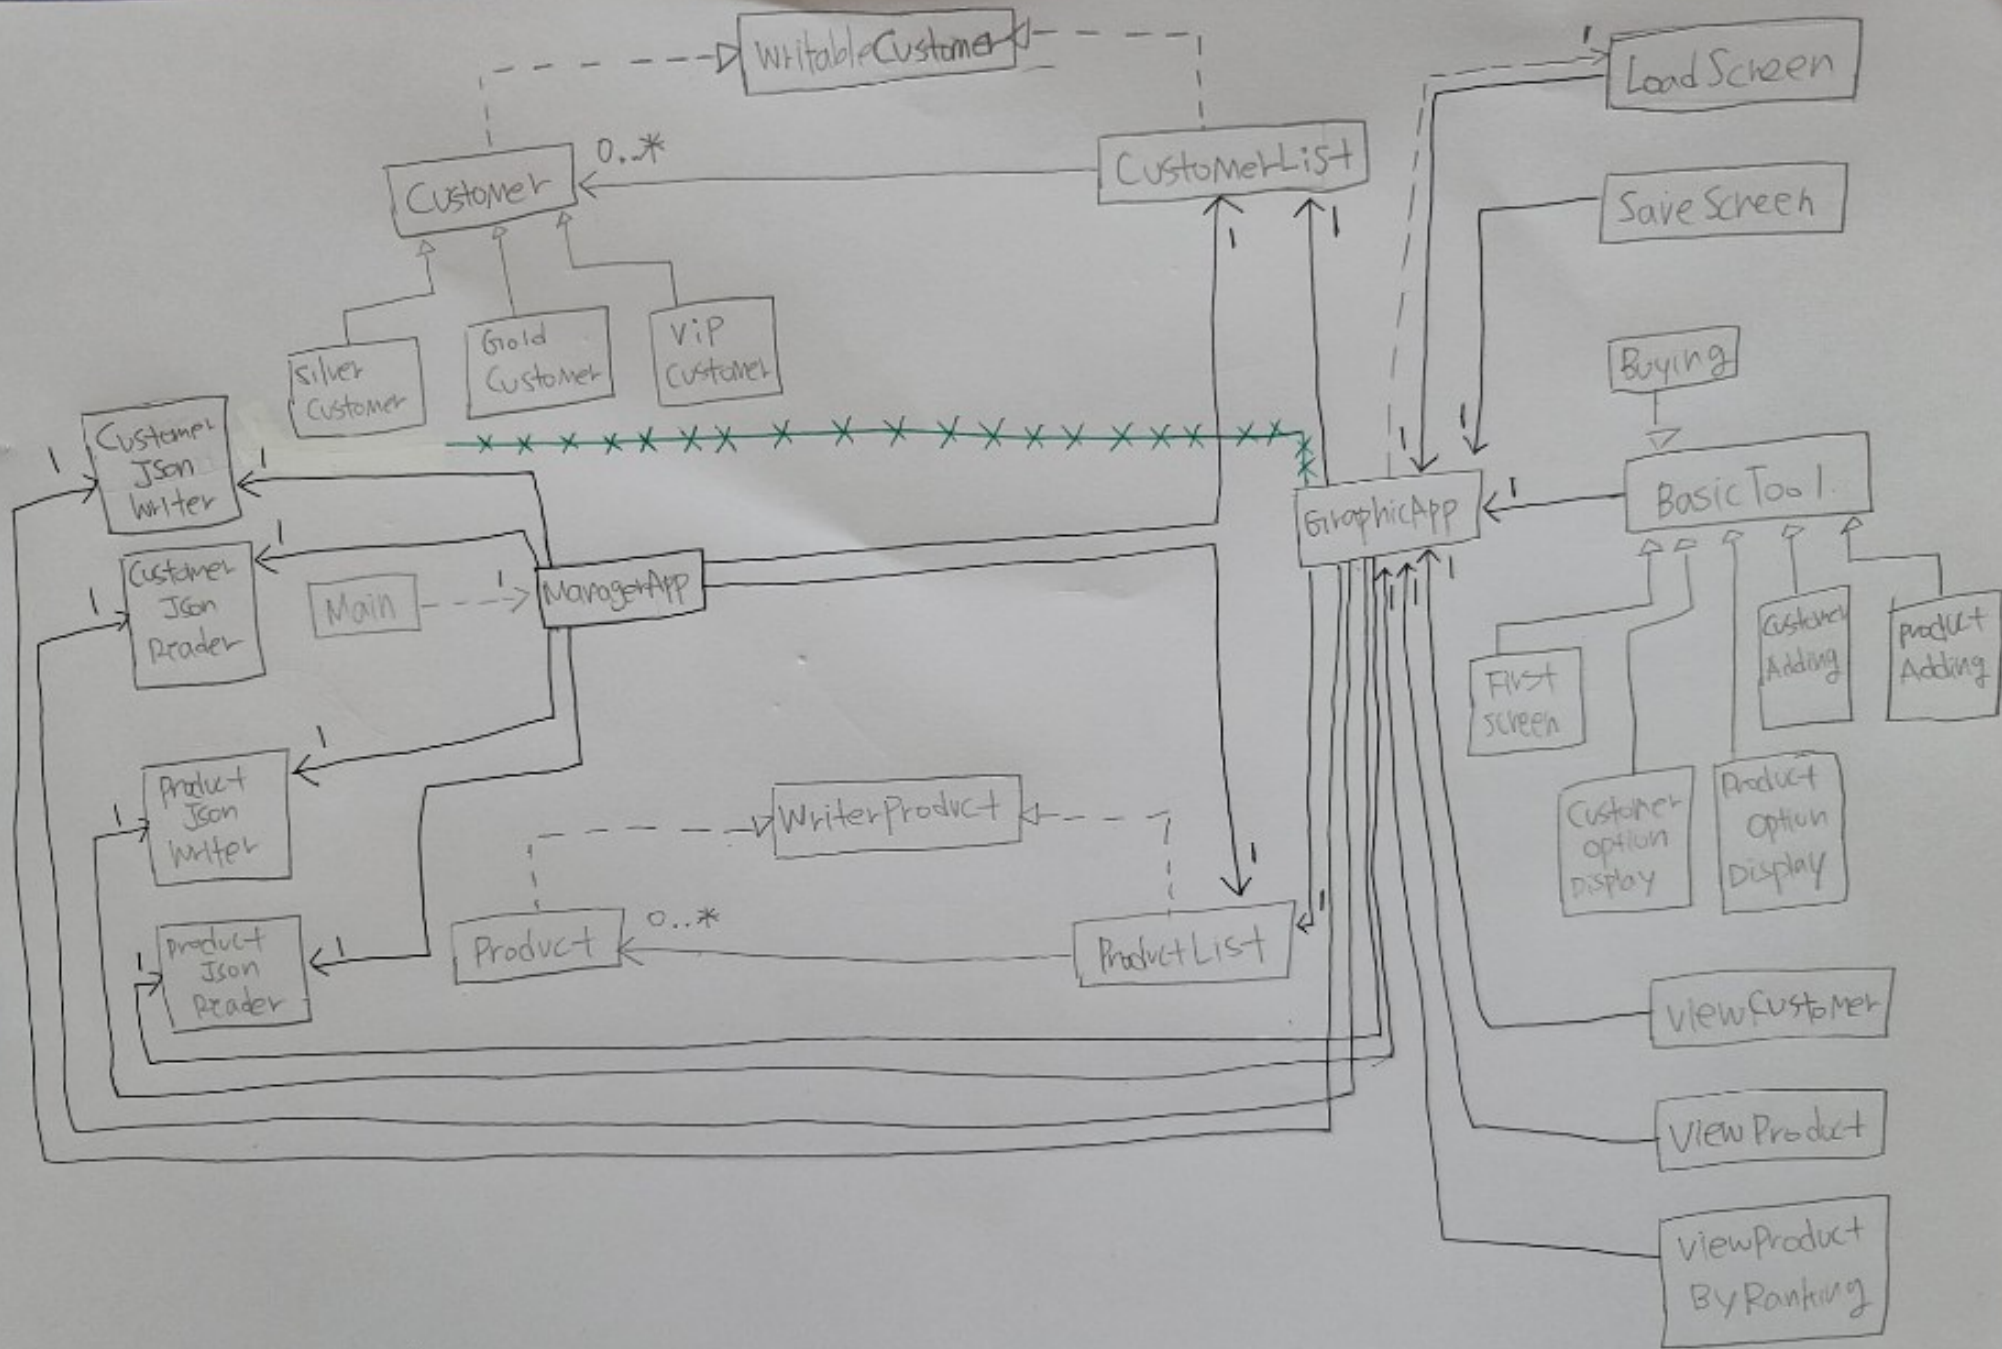 WritableCustomer
1
LoadScreen
Customer
0..*
CustomerList
SaveScreen
1
1
Silver
Customer
Gold
Customer
ViP
Customer
Buying
Customer
Json
Writer
1
1
1
1
GraphicApp
1
BasicTool
Customer
Json
Reader
1
1
Main
1
ManagerApp
1
1
1
First
Screen
Customer
Adding
Product
Adding
Product
Json
Writer
1
1
WriterProduct
1
Customer
Option
Display
Product
Option
Display
Product
Json
Reader
1
1
Product
0..*
ProductList
1
ViewCustomer
ViewProduct
ViewProduct
ByRanking